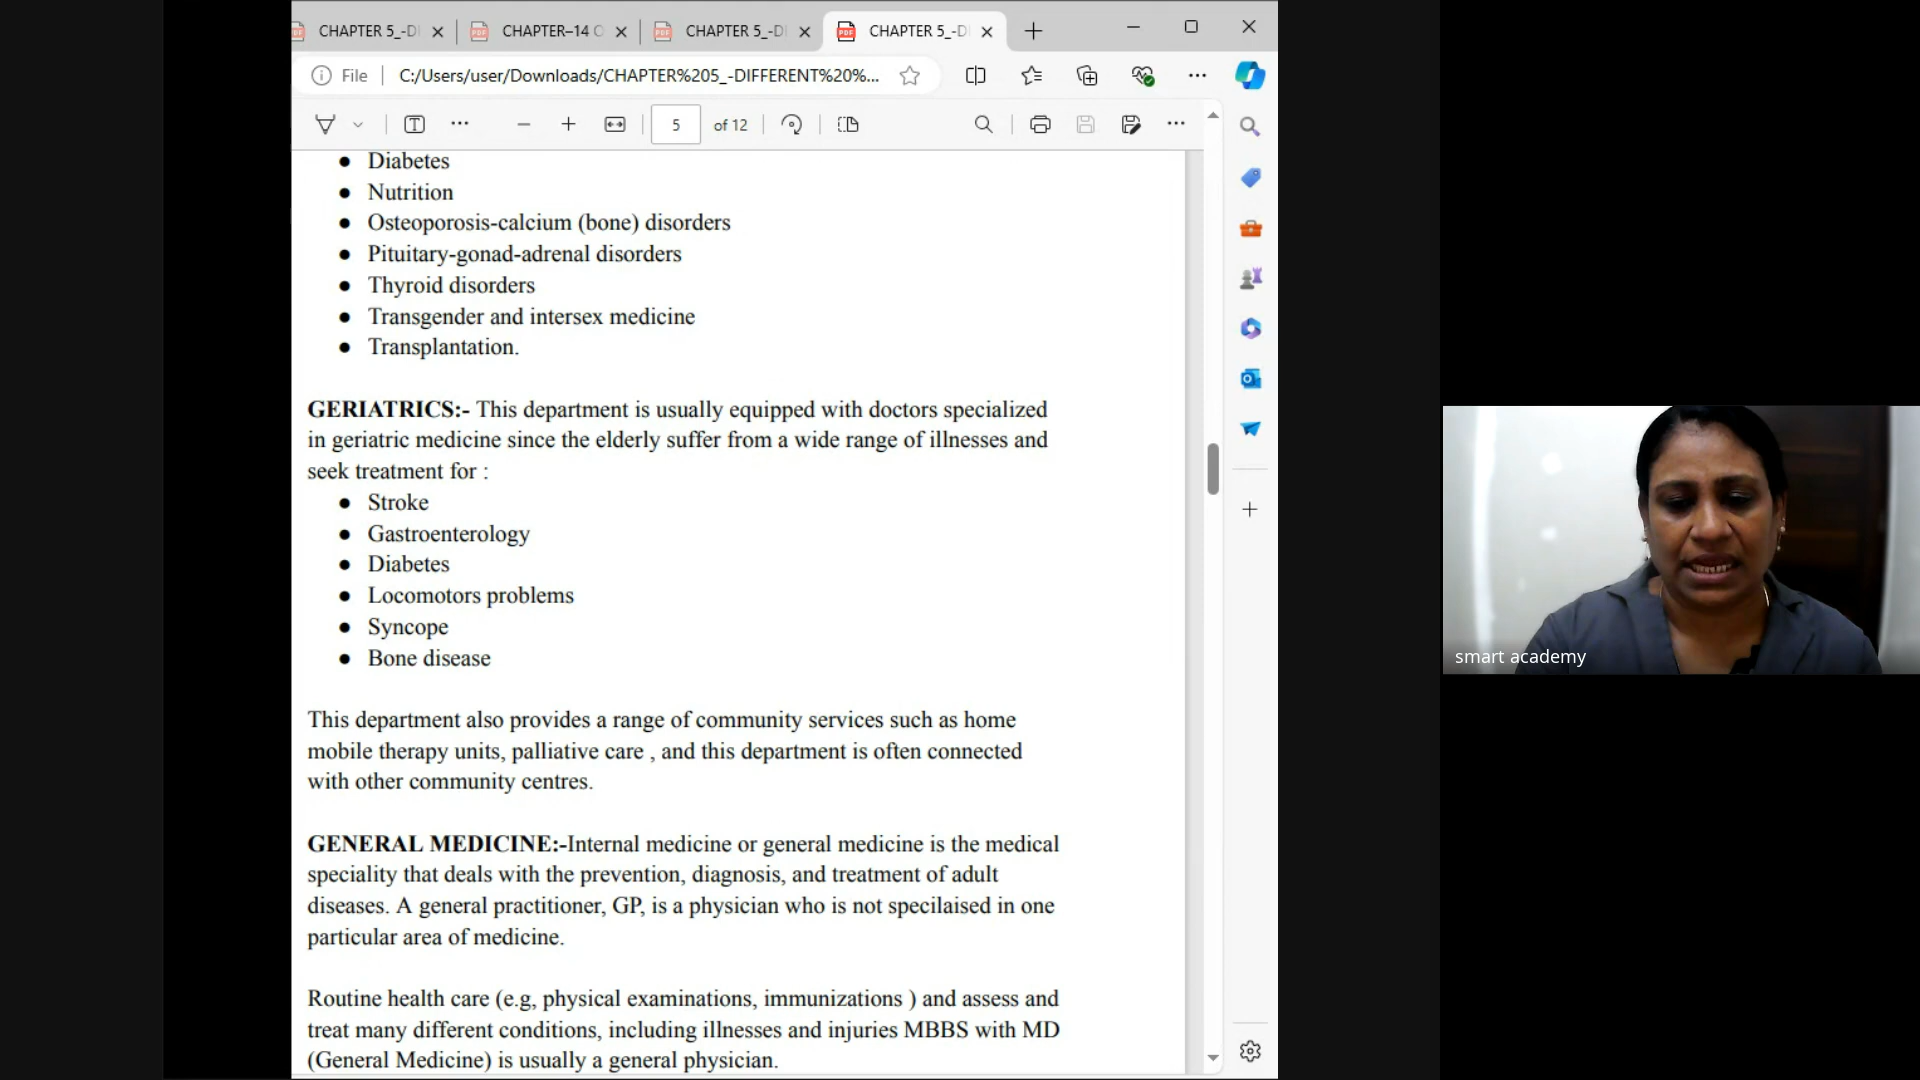 CHAPTER 5_-DI
CHAPTER–14 O
CHAPTER 5_-D
CHAPTER 5_-D
File
C:/Users/user/Downloads/CHAPTER%205_-DIFFERENT%20%...
5 of 12
● Diabetes
● Nutrition
● Osteoporosis-calcium (bone) disorders
● Pituitary-gonad-adrenal disorders
● Thyroid disorders
● Transgender and intersex medicine
● Transplantation.
GERIATRICS:- This department is usually equipped with doctors specialized
in geriatric medicine since the elderly suffer from a wide range of illnesses and
seek treatment for :
● Stroke
● Gastroenterology
● Diabetes
● Locomotors problems
● Syncope
● Bone disease
This department also provides a range of community services such as home
mobile therapy units, palliative care , and this department is often connected
with other community centres.
GENERAL MEDICINE:-Internal medicine or general medicine is the medical
speciality that deals with the prevention, diagnosis, and treatment of adult
diseases. A general practitioner, GP, is a physician who is not specilaised in one
particular area of medicine.
Routine health care (e.g, physical examinations, immunizations ) and assess and
treat many different conditions, including illnesses and injuries MBBS with MD
(General Medicine) is usually a general physician.
smart academy